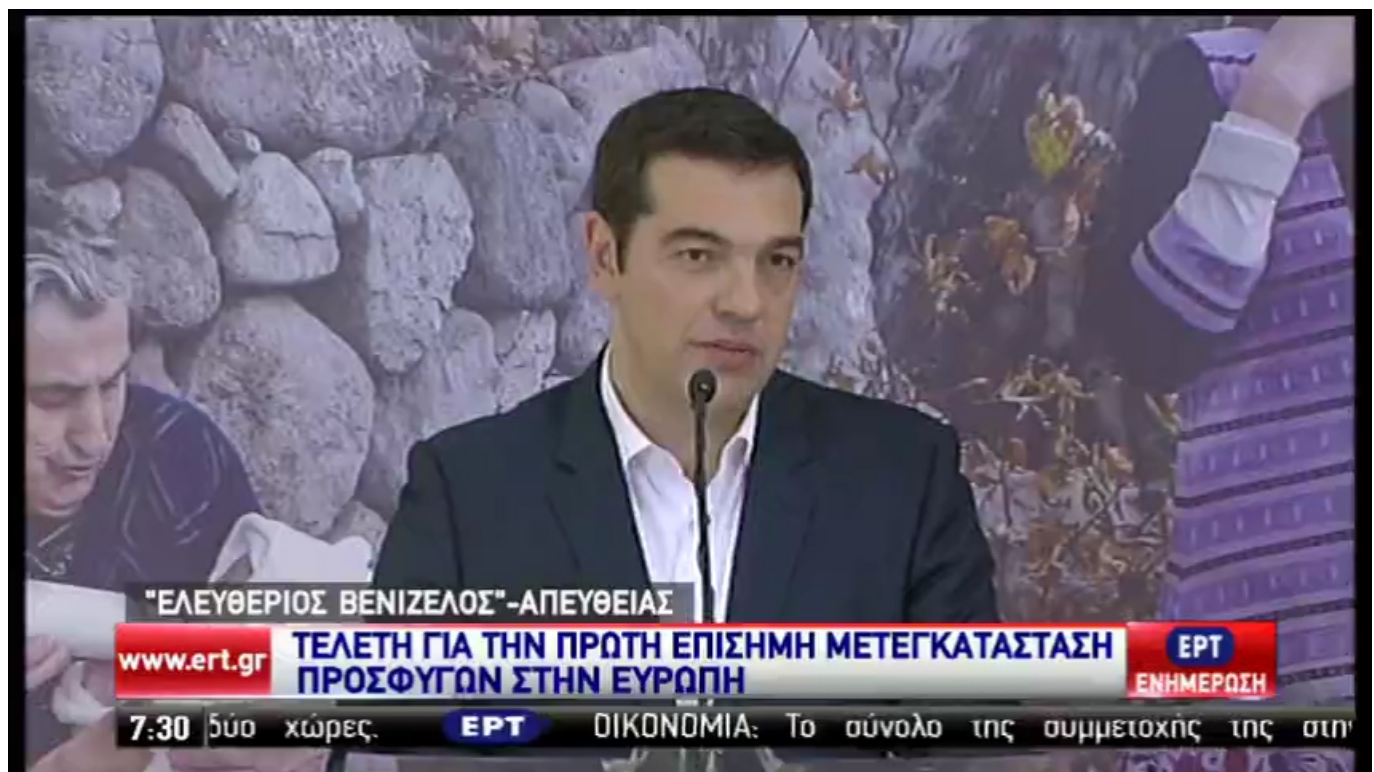 "ΕΛΕΥΘΕΡΙΟΣ ΒΕΝΙΖΕΛΟΣ"-ΑΠΕΥΘΕΙΑΣ
www.ert.gr
ΤΕΛΕΤΗ ΓΙΑ ΤΗΝ ΠΡΩΤΗ ΕΠΙΣΗΜΗ ΜΕΤΕΓΚΑΤΑΣΤΑΣΗ
ΠΡΟΣΦΥΓΩΝ ΣΤΗΝ ΕΥΡΩΠΗ
ΕΡΤ
ΕΝΗΜΕΡΩΣΗ
7:30 δύο χώρες. ΕΡΤ ΟΙΚΟΝΟΜΙΑ: Το σύνολο της συμμετοχής της στη